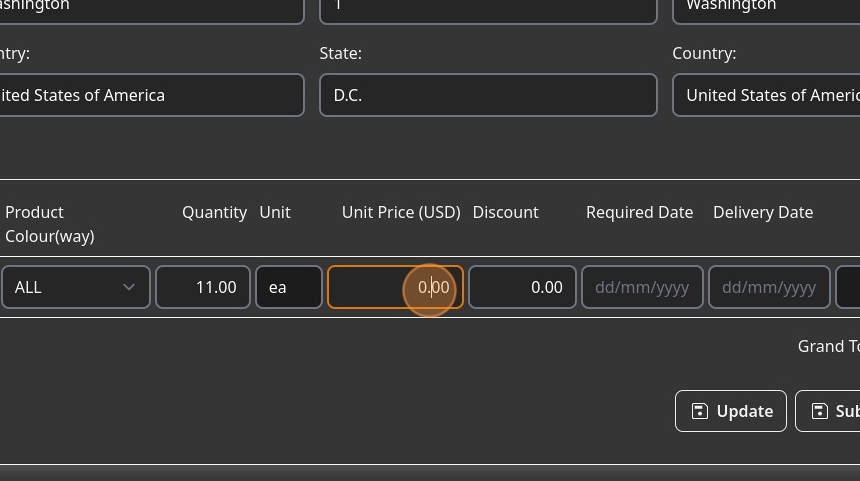 ashington 1 Washington
ntry: State: Country:
ited States of America D.C. United States of Americ
Product Colour(way) Quantity Unit Unit Price (USD) Discount Required Date Delivery Date
ALL 11.00 ea 0.00 0.00 dd/mm/yyyy dd/mm/yyyy
Grand To
Update Sub